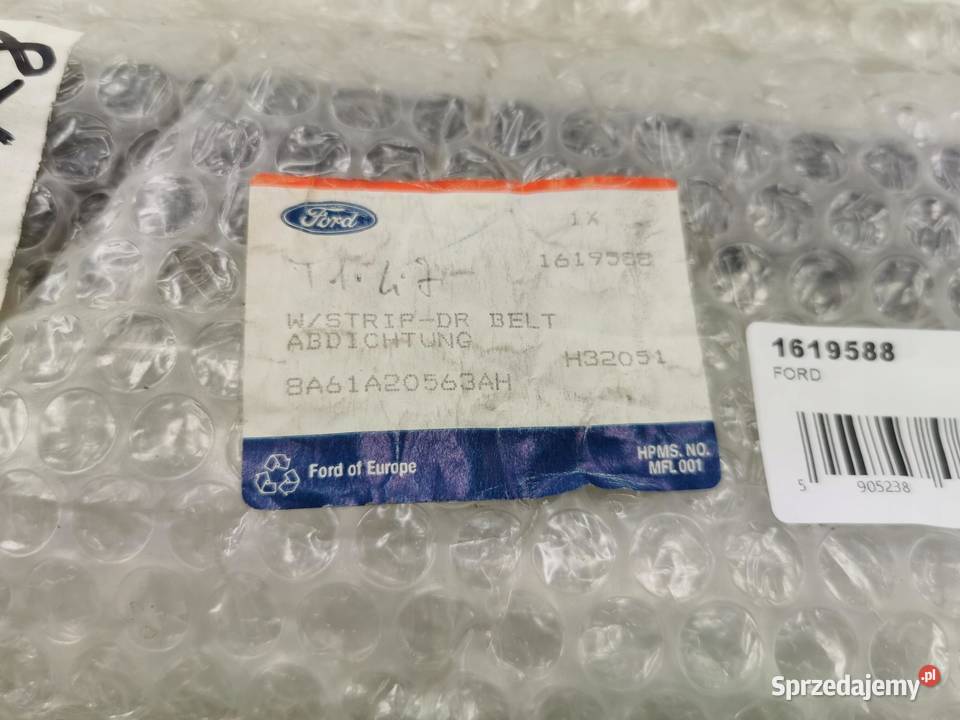 Ford
1X
1619588
W/STRIP-DR BELT
ABDICHTUNG
H32051
8A61A20563AH
Ford of Europe
HPMS. NO.
MFL 001
1619588
FORD
5 905238
Sprzedajemy.pl